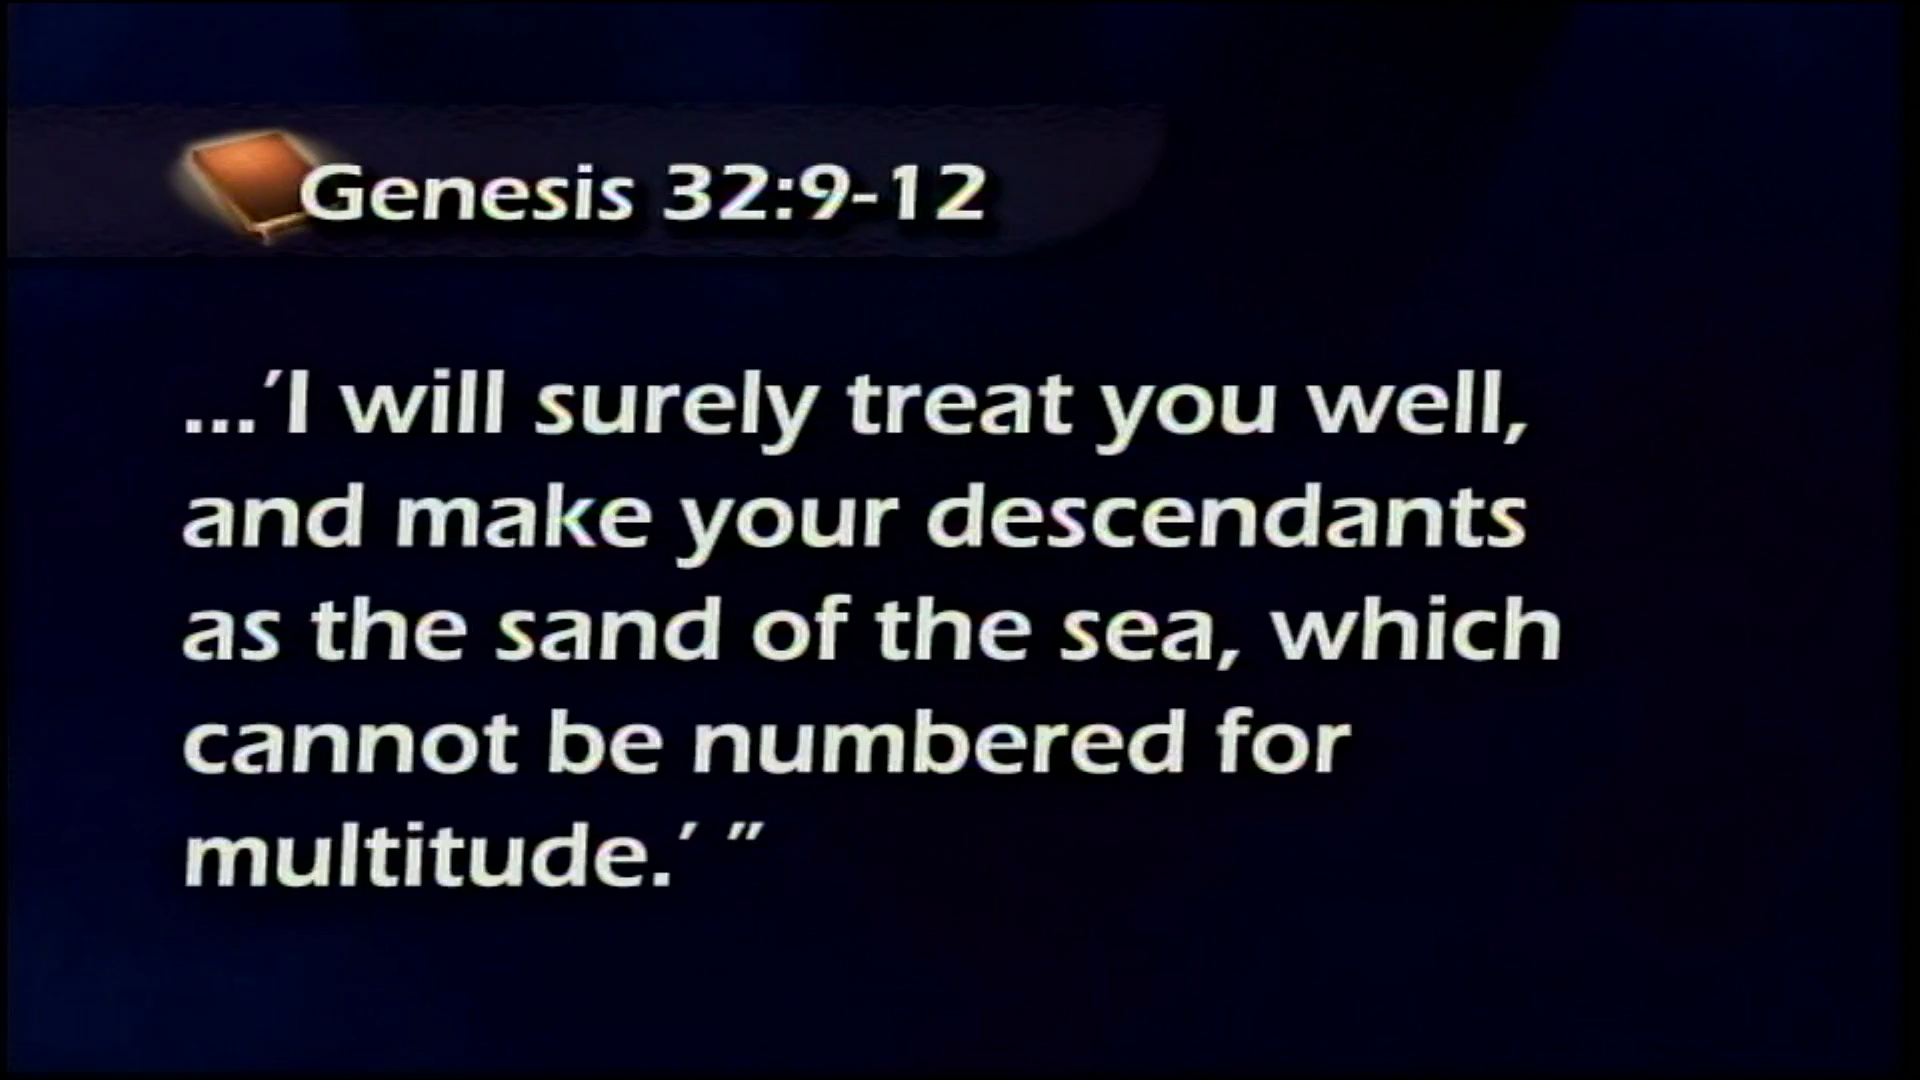 Genesis 32:9-12
...'I will surely treat you well,
and make your descendants
as the sand of the sea, which
cannot be numbered for
multitude.' "